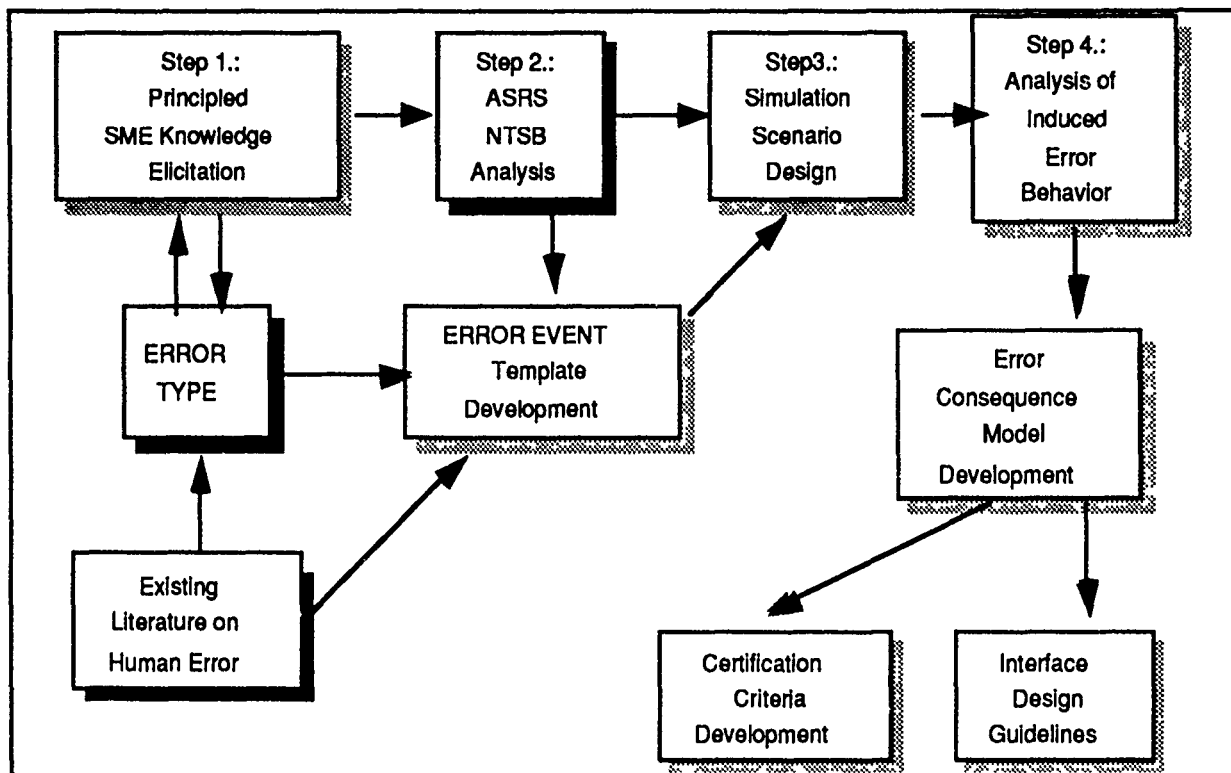 Step 1.:
Principled
SME Knowledge
Elicitation
Step 2.:
ASRS
NTSB
Analysis
Step3.:
Simulation
Scenario
Design
Step 4.:
Analysis of
Induced
Error
Behavior
ERROR
TYPE
ERROR EVENT
Template
Development
Error
Consequence
Model
Development
Existing
Literature on
Human Error
Certification
Criteria
Development
Interface
Design
Guidelines